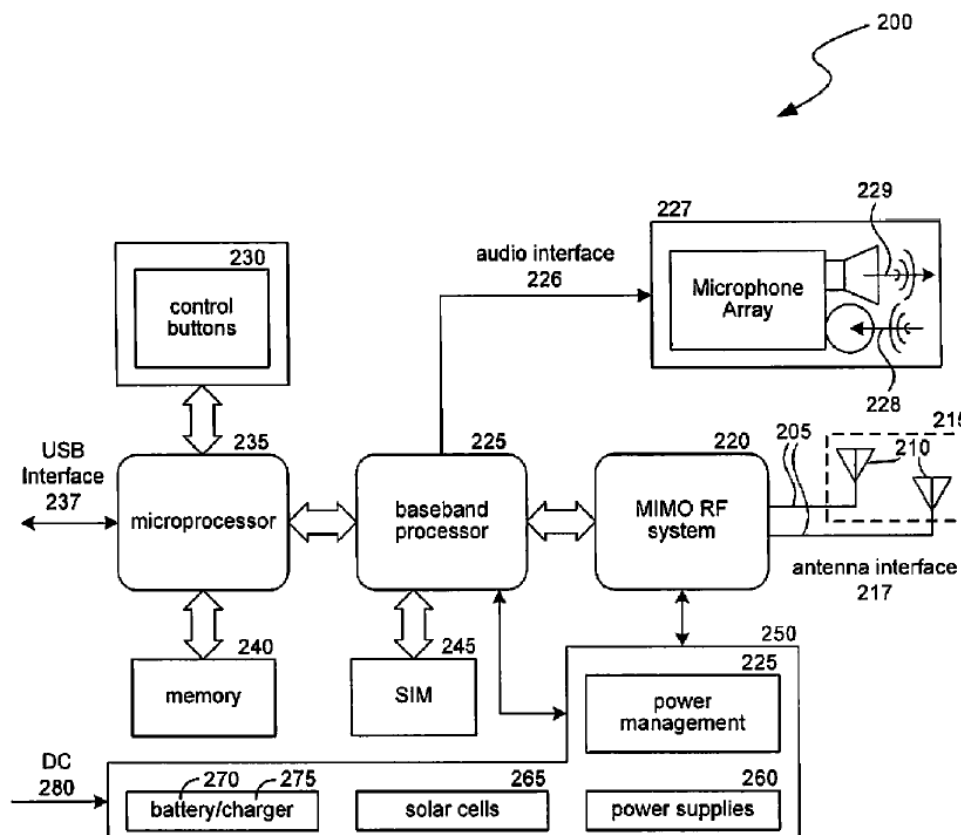 200
229
227
audio interface
226
Microphone
Array
228
230
control
buttons
USB
Interface
237
235
microprocessor
225
baseband
processor
220
MIMO RF
system
205
215
210
antenna interface
217
240
memory
245
SIM
250
225
power
management
DC
280
270 275
battery/charger
265
solar cells
260
power supplies